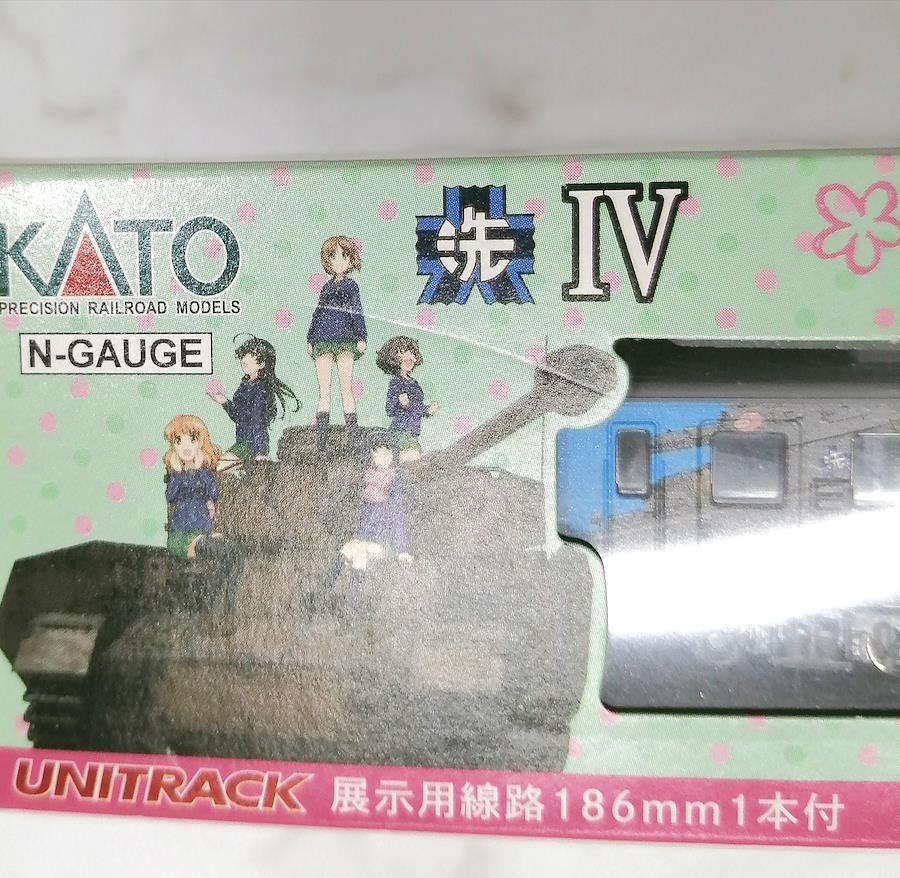 KATO
PRECISION RAILROAD MODELS
N-GAUGE
洗 IV
洗
UNITRACK 展示用線路186mm1本付